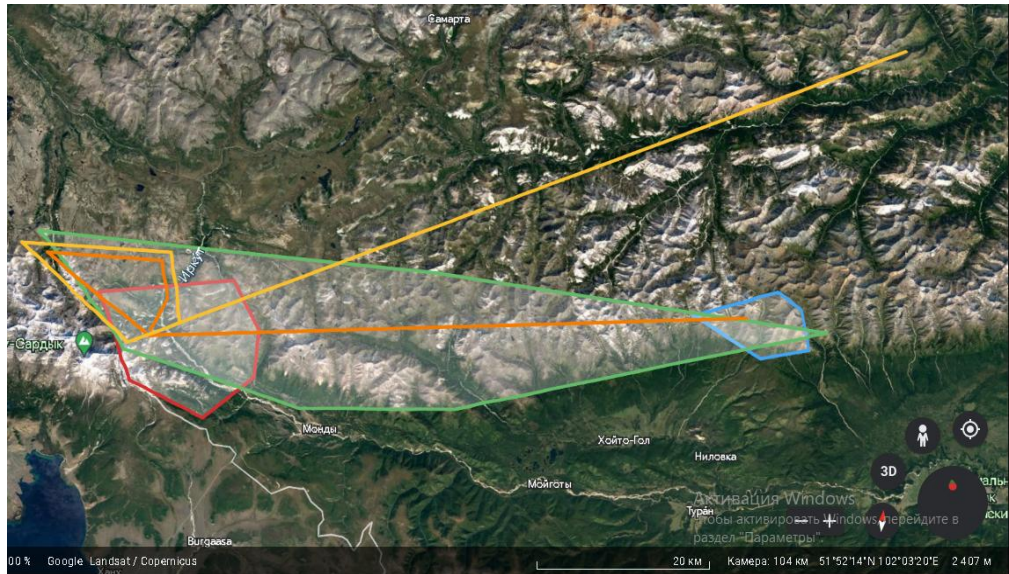 Самарта
Иркут
-Сардык
Монды
Хойто-Гол
Ниловка
Мойготы
Туран
Burgaasa
3D
Активация Windows
Чтобы активировать Windows, перейдите в
раздел "Параметры".
00 % Google Landsat / Copernicus 20 км Камера: 104 км 51°52'14"N 102°03'20"E 2 407 м